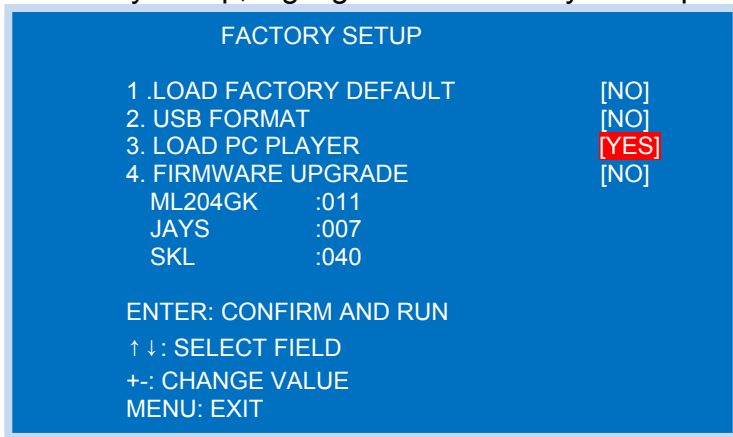 FACTORY SETUP
1 .LOAD FACTORY DEFAULT [NO]
2. USB FORMAT [NO]
3. LOAD PC PLAYER [YES]
4. FIRMWARE UPGRADE [NO]
ML204GK :011
JAYS :007
SKL :040
ENTER: CONFIRM AND RUN
↑↓: SELECT FIELD
+-: CHANGE VALUE
MENU: EXIT